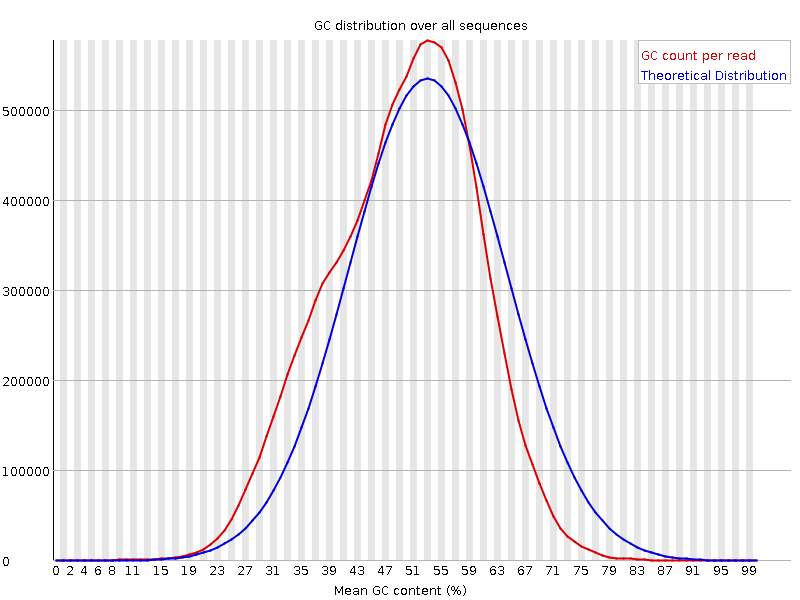 GC distribution over all sequences
GC count per read
Theoretical Distribution
500000
400000
300000
200000
100000
0
0 2 4 6 8 11 15 19 23 27 31 35 39 43 47 51 55 59 63 67 71 75 79 83 87 91 95 99
Mean GC content (%)